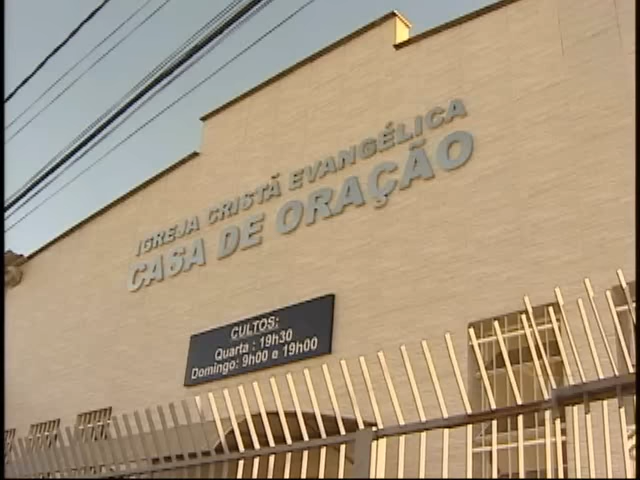 IGREJA CRISTÃ EVANGÉLICA
CASA DE ORAÇÃO
CULTOS:
Quarta : 19h30
Domingo: 9h00 e 19h00